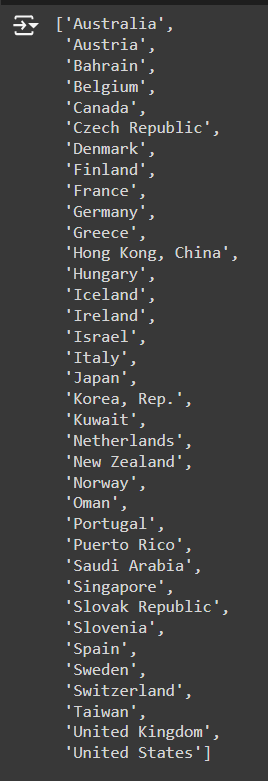 ['Australia',
'Austria',
'Bahrain',
'Belgium',
'Canada',
'Czech Republic',
'Denmark',
'Finland',
'France',
'Germany',
'Greece',
'Hong Kong, China',
'Hungary',
'Iceland',
'Ireland',
'Israel',
'Italy',
'Japan',
'Korea, Rep.',
'Kuwait',
'Netherlands',
'New Zealand',
'Norway',
'Oman',
'Portugal',
'Puerto Rico',
'Saudi Arabia',
'Singapore',
'Slovak Republic',
'Slovenia',
'Spain',
'Sweden',
'Switzerland',
'Taiwan',
'United Kingdom',
'United States']